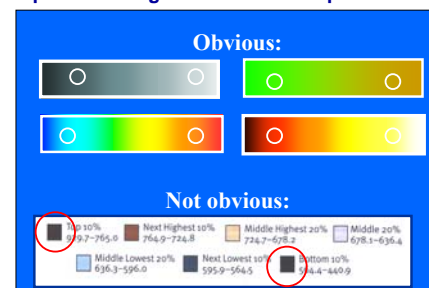 Obvious:
Not obvious:
Top 10% Next Highest 10% Middle Highest 20% Middle 20%
764.9–724.8 724.7–678.2 678.1–636.4
Middle Lowest 20% Next Lowest 10% Bottom 10%
636.3–596.0 595.9–564.5